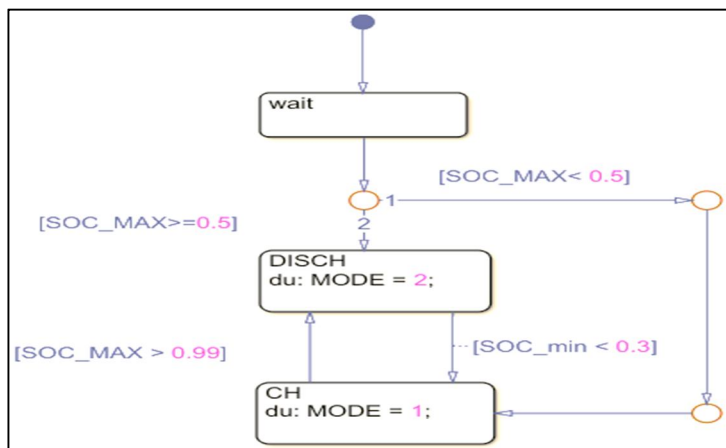 wait
[SOC_MAX< 0.5]
1
2
[SOC_MAX>=0.5]
DISCH
du: MODE = 2;
[SOC_MAX > 0.99]
[SOC_min < 0.3]
CH
du: MODE = 1;